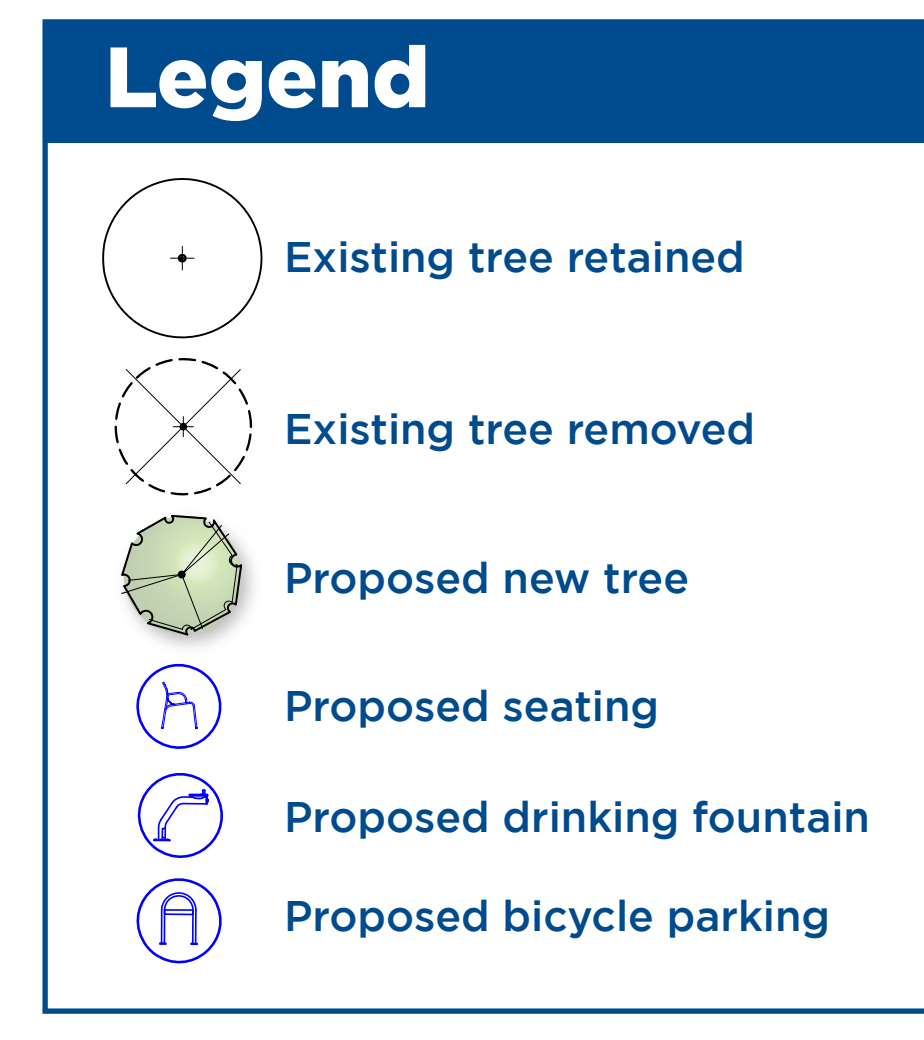 Legend
Existing tree retained
Existing tree removed
Proposed new tree
Proposed seating
Proposed drinking fountain
Proposed bicycle parking